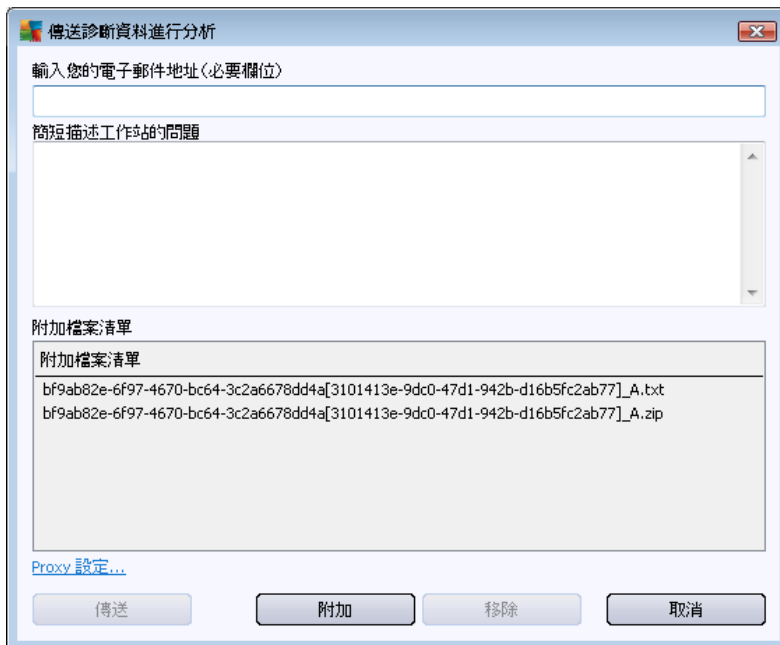 傳送診斷資料進行分析
輸入您的電子郵件地址(必要欄位)
簡短描述工作站的問題
附加檔案清單
附加檔案清單
bf9ab82e-6f97-4670-bc64-3c2a6678dd4a[3101413e-9dc0-47d1-942b-d16b5fc2ab77]_A.txt
bf9ab82e-6f97-4670-bc64-3c2a6678dd4a[3101413e-9dc0-47d1-942b-d16b5fc2ab77]_A.zip
Proxy 設定...
傳送 附加 移除 取消